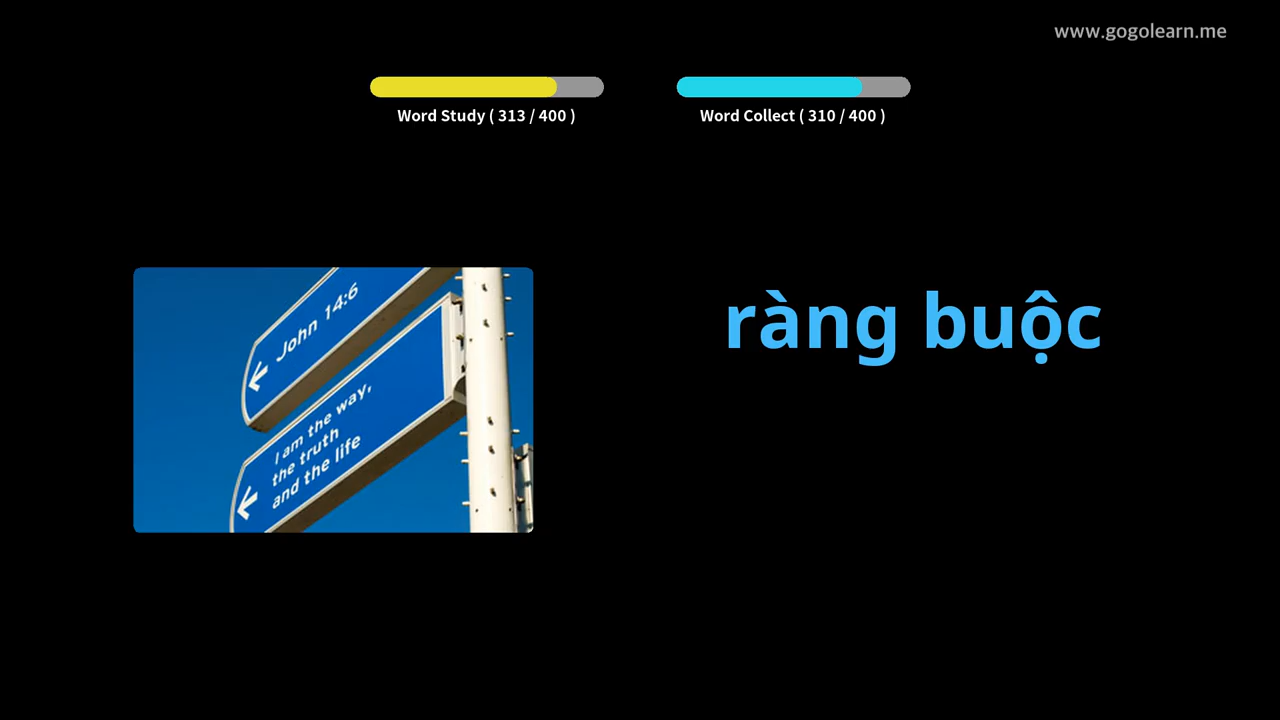 www.gogolearn.me
Word Study ( 313 / 400 )
Word Collect ( 310 / 400 )
ràng buộc
John 14:6
I am the way,
the truth
and the life